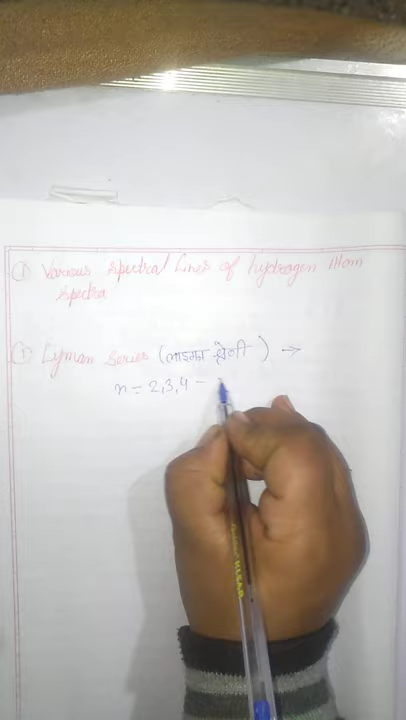 ① Various Spectral Lines of hydrogen Atom
Spectra
① Lyman Series (लाइमन श्रेणी) →
n = 2,3,4 –